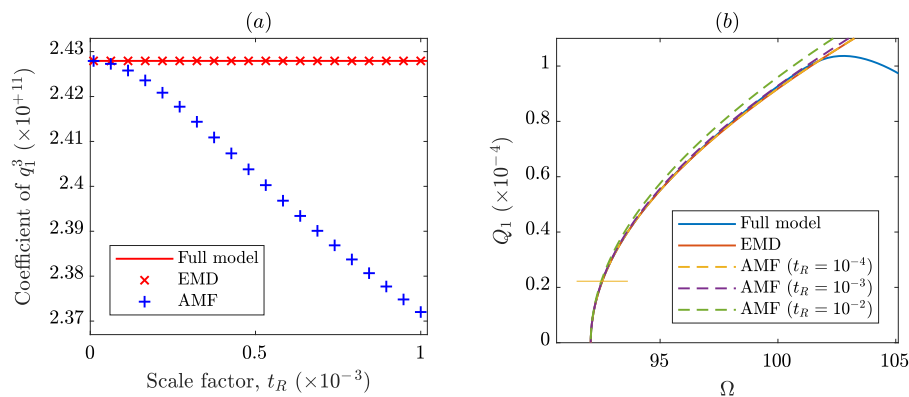 (a)
Coefficient of q₁³ (×10⁺¹¹)
2.43
2.42
2.41
2.4
2.39
2.38
2.37
Full model
EMD
AMF
0
0.5
1
Scale factor, t_R (×10⁻³)
(b)
Q₁ (×10⁻⁴)
1
0.8
0.6
0.4
0.2
0
Full model
EMD
AMF (t_R = 10⁻⁴)
AMF (t_R = 10⁻³)
AMF (t_R = 10⁻²)
95
100
105
Ω